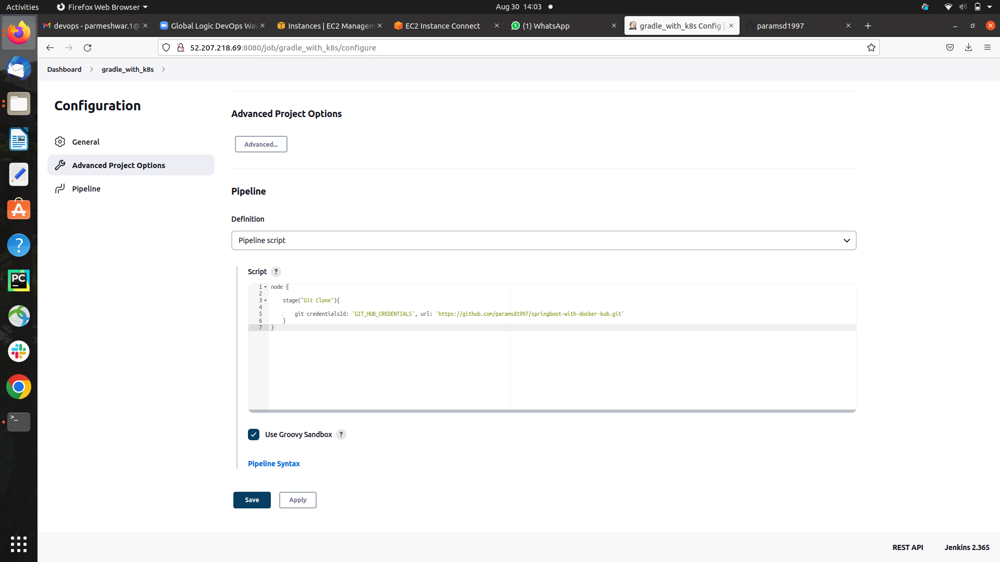 Activities
Firefox Web Browser
Aug 30 14:03
devops - parmeshwar.1@
Global Logic DevOps Wav
Instances | EC2 Managem
EC2 Instance Connect
(1) WhatsApp
gradle_with_k8s Config [
paramsd1997
52.207.218.69:8080/job/gradle_with_k8s/configure
Dashboard
gradle_with_k8s
Configuration
General
Advanced Project Options
Pipeline
Advanced Project Options
Advanced...
Pipeline
Definition
Pipeline script
Script ?
1 node {
2
3 stage("Git Clone"){
4
5 git credentialsId: 'GIT_HUB_CREDENTIALS', url: 'https://github.com/paramsd1997/springboot-with-docker-kub.git'
6 }
7 }
Use Groovy Sandbox ?
Pipeline Syntax
Save
Apply
REST API
Jenkins 2.365
PC
>_
?